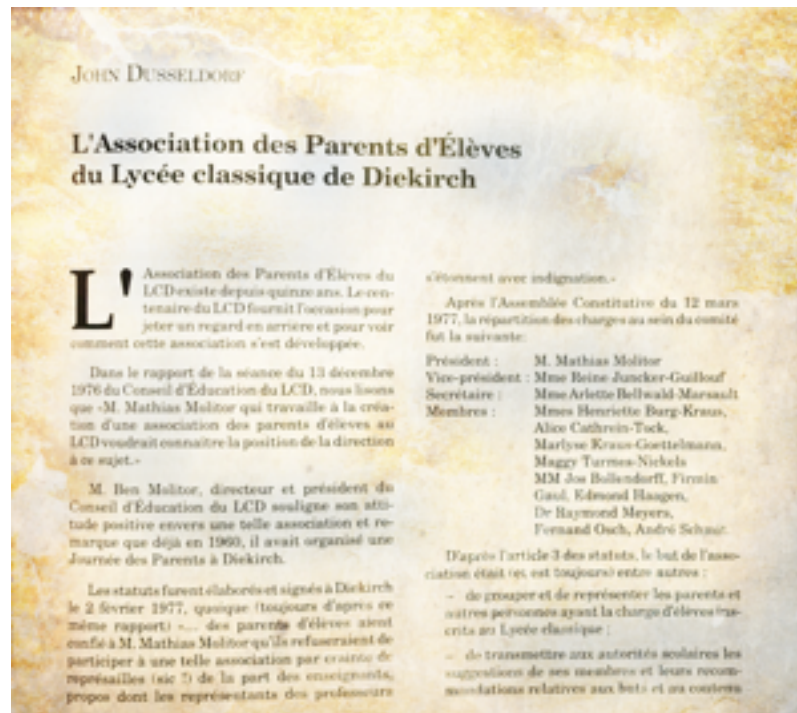 JOHN DUSSELDORF
L'Association des Parents d'Élèves
du Lycée classique de Diekirch
L'Association des Parents d'Élèves du
LCD existe depuis quinze ans. Le cen-
tenaire du LCD fournit l'occasion pour
jeter un regard en arrière et pour voir
comment cette association s'est développée.
Dans le rapport de la séance du 13 décembre
1976 du Conseil d'Éducation du LCD, nous lisons
que «M. Mathias Molitor qui travaille à la créa-
tion d'une association des parents d'élèves au
LCD voudrait connaître la position de la direction
à ce sujet.»
M. Ben Molitor, directeur et président du
Conseil d'Éducation du LCD souligne son atti-
tude positive envers une telle association et re-
marque que déjà en 1960, il avait organisé une
Journée des Parents à Diekirch.
Les statuts furent élaborés et signés à Diekirch
le 2 février 1977, quoique (toujours d'après ce
même rapport) «... des parents d'élèves aient
confié à M. Mathias Molitor qu'ils refuseraient de
participer à une telle association par crainte de
représailles (sic !) de la part des enseignants,
propos dont les représentants des professeurs
s'étonnent avec indignation.»
Après l'Assemblée Constitutive du 12 mars
1977, la répartition des charges au sein du comité
fut la suivante:
Président : M. Mathias Molitor
Vice-président : Mme Reine Juncker-Guillouf
Secrétaire : Mme Arlette Bellwald-Marsault
Membres : Mmes Henriette Burg-Kraus,
Alice Cathrein-Tock,
Marlyse Kraus-Goettelmann,
Maggy Turmes-Nickels
MM Jos Bollendorff, Firmin
Gaul, Edmond Haagen,
Dr Raymond Meyers,
Fernand Osch, André Schaut.
D'après l'article 3 des statuts, le but de l'asso-
ciation était (et est toujours) entre autres :
– de grouper et de représenter les parents et
autres personnes ayant la charge d'élèves ins-
crits au Lycée classique ;
– de transmettre aux autorités scolaires les
suggestions de ses membres et leurs recom-
mandations relatives aux buts et au contenu